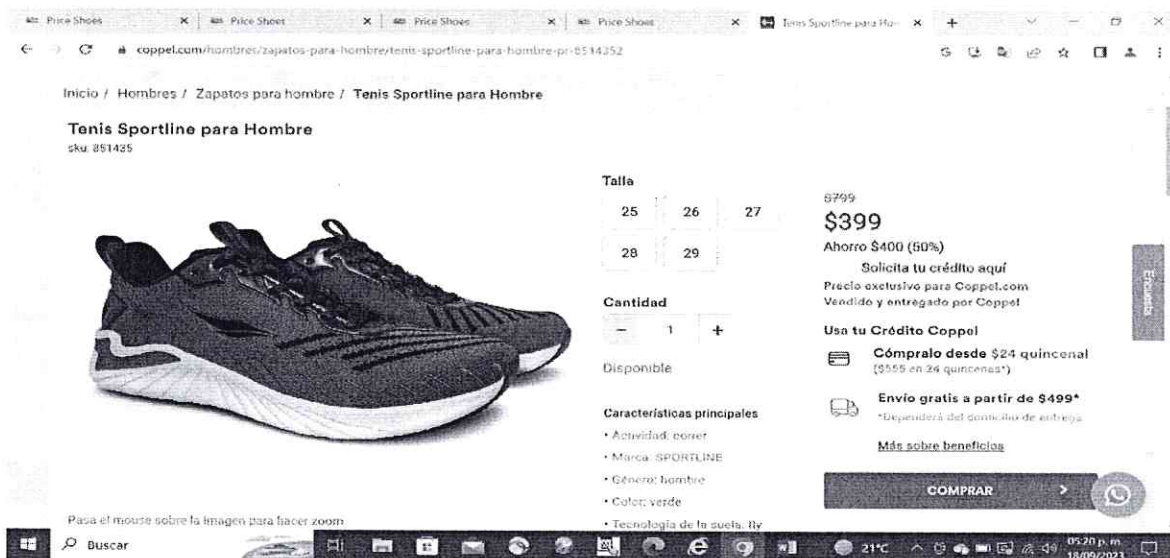 Price Shoes
Price Shoes
Price Shoes
Price Shoes
Tenis Sportline para Ho
coppel.com/hombres/zapatos-para-hombre/tenis-sportline-para-hombre-pr-8514352
Inicio / Hombres / Zapatos para hombre / Tenis Sportline para Hombre
Tenis Sportline para Hombre
sku: 851435
Talla
25 26 27
28 29
Cantidad
− 1 +
Disponible
Características principales
• Actividad: correr
• Marca: SPORTLINE
• Género: hombre
• Color: verde
• Tecnología de la suela: fly
$799
$399
Ahorro $400 (50%)
Solicita tu crédito aquí
Precio exclusivo para Coppel.com
Vendido y entregado por Coppel
Usa tu Crédito Coppel
Cómpralo desde $24 quincenal
($555 en 24 quincenas*)
Envío gratis a partir de $499*
*Dependerá del domicilio de entrega
Más sobre beneficios
COMPRAR >
Encuesta
Pasa el mouse sobre la imagen para hacer zoom
Buscar
21°C
05:20 p. m.
18/09/2023